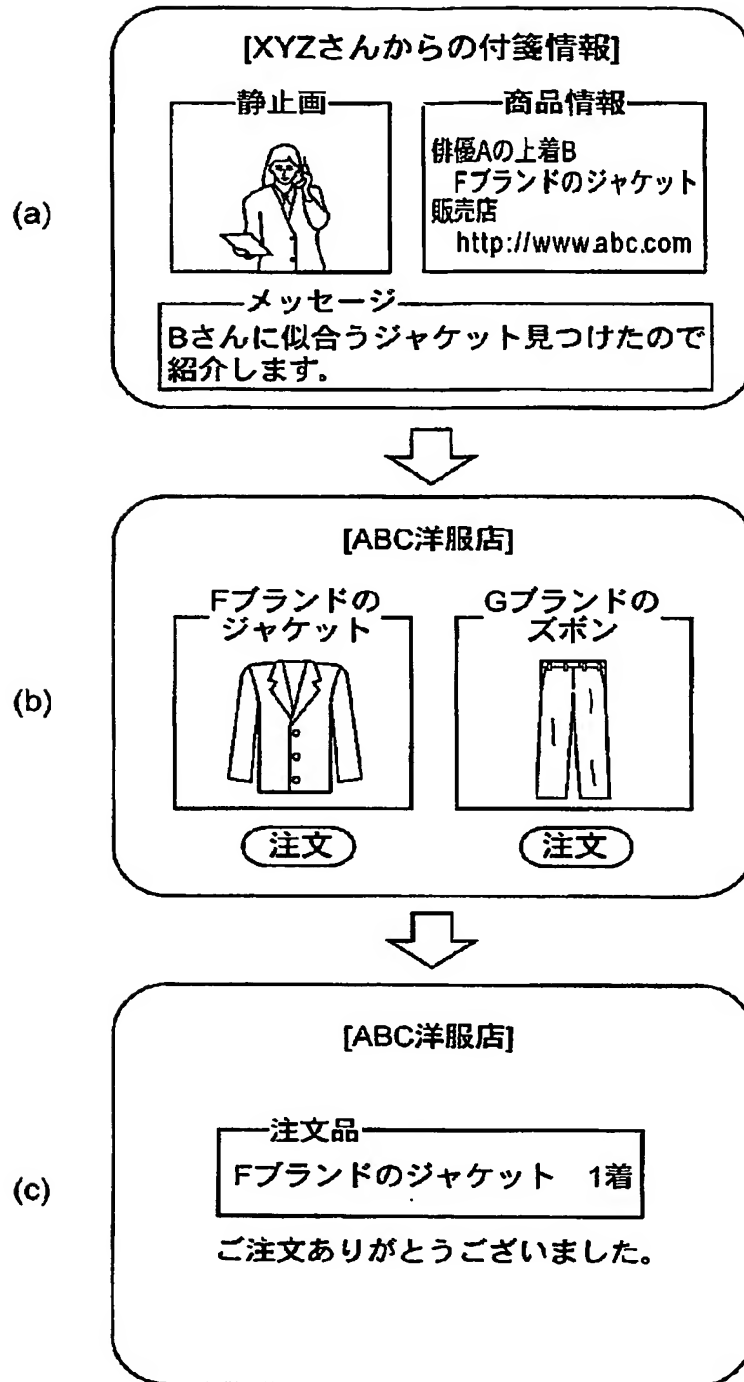 [XYZさんからの付箋情報]
静止画
商品情報
俳優Aの上着B
Fブランドのジャケット
販売店
http://www.abc.com
(a)
メッセージ
Bさんに似合うジャケット見つけたので
紹介します。
[ABC洋服店]
Fブランドの
ジャケット
Gブランドの
ズボン
(b)
注文
注文
[ABC洋服店]
注文品
Fブランドのジャケット 1着
(c)
ご注文ありがとうございました。